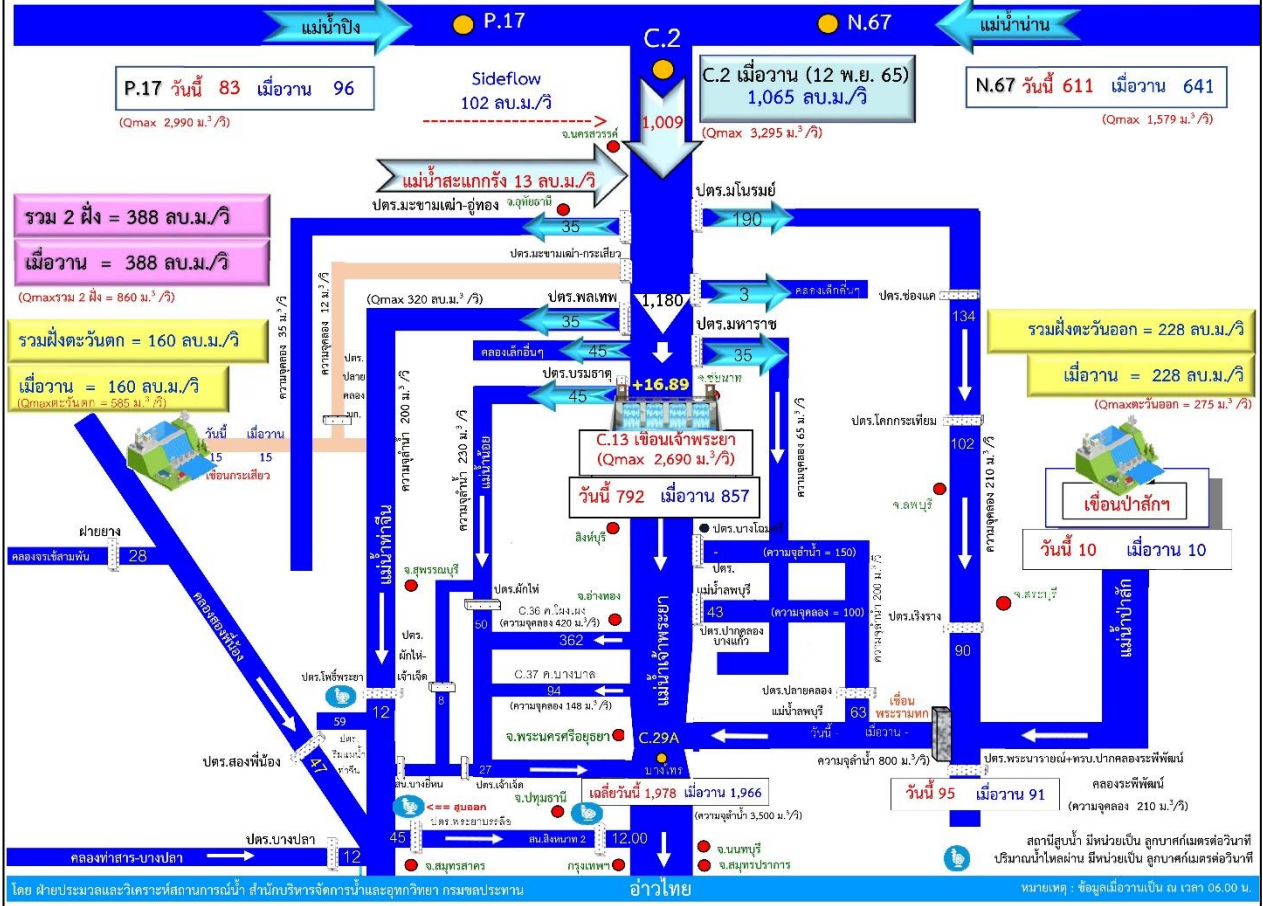 แม่น้ำปิง
P.17
C.2
N.67
แม่น้ำน่าน
P.17 วันนี้ 83 เมื่อวาน 96
(Qmax 2,990 ม.³ /วิ)
Sideflow
102 ลบ.ม./วิ
1,009
C.2 เมื่อวาน (12 พ.ย. 65)
1,065 ลบ.ม./วิ
(Qmax 3,295 ม.³ /วิ)
N.67 วันนี้ 611 เมื่อวาน 641
(Qmax 1,579 ม.³ /วิ)
จ.นครสวรรค์
แม่น้ำสะแกกรัง 13 ลบ.ม./วิ
รวม 2 ฝั่ง = 388 ลบ.ม./วิ
เมื่อวาน = 388 ลบ.ม./วิ
(Qmaxรวม 2 ฝั่ง = 860 ม.³ /วิ)
ปตร.มะขามเฒ่า-อู่ทอง
จ.อุทัยธานี
35
ปตร.มโนรมย์
190
ปตร.มะขามเฒ่า-กระเสียว
ความจุคลอง 35 ม.³ /วิ
ความจุคลอง 12 ม.³ /วิ
(Qmax 320 ลบ.ม.³ /วิ)
ปตร.พลเทพ
35
1,180
3
คลองเล็กอื่นๆ
ปตร.ช่องแค
134
รวมฝั่งตะวันตก = 160 ลบ.ม./วิ
เมื่อวาน = 160 ลบ.ม./วิ
(Qmaxตะวันตก = 585 ม.³ /วิ)
รวมฝั่งตะวันออก = 228 ลบ.ม./วิ
เมื่อวาน = 228 ลบ.ม./วิ
(Qmaxตะวันออก = 275 ม.³ /วิ)
ปตร.มหาราช
35
คลองเล็กอื่นๆ
45
ปตร.บรมธาตุ
45
+16.89
จ.ชัยนาท
ปตร.
ปลาย
คลอง
มก.
วันนี้ เมื่อวาน
15 15
เขื่อนกระเสียว
ความจุลำน้ำ 200 ม.³ /วิ
ความจุลำน้ำ 230 ม.³ /วิ
แม่น้ำน้อย
C.13 เขื่อนเจ้าพระยา
(Qmax 2,690 ม.³/วิ)
วันนี้ 792 เมื่อวาน 857
ความจุคลอง 65 ม.³ /วิ
ปตร.โคกกระเทียม
102
ความจุคลอง 210 ม.³ /วิ
จ.ลพบุรี
เขื่อนป่าสักฯ
วันนี้ 10 เมื่อวาน 10
ฝายยาง
คลองจรเข้สามพัน
28
คลองสองพี่น้อง
แม่น้ำท่าจีน
จ.สุพรรณบุรี
สิงห์บุรี
ปตร.บางโฉมศรี
-
(ความจุลำน้ำ = 150)
ปตร.
แม่น้ำลพบุรี
43
(ความจุคลอง = 100)
ปตร.ปากคลอง
บางแก้ว
ความจุลำน้ำ 200 ม.³ /วิ
จ.สระบุรี
ปตร.เริงราง
90
แม่น้ำป่าสัก
ปตร.ผักไห่
50
จ.อ่างทอง
C.36 ค.โผงเผง
(ความจุคลอง 420 ม.³/วิ)
362
แม่น้ำเจ้าพระยา
C.37 ค.บางบาล
94
(ความจุคลอง 148 ม.³ /วิ)
ปตร.
ผักไห่-
เจ้าเจ็ด
8
ปตร.โพธิ์พระยา
12
59
ปตร.
ริมแม่น้ำ
ท่าจีน
ปตร.สองพี่น้อง
47
ปตร.ปลายคลอง
แม่น้ำลพบุรี
63
เขื่อน
พระรามหก
วันนี้ - เมื่อวาน -
ความจุลำน้ำ 800 ม.³/วิ)
จ.พระนครศรีอยุธยา
C.29A
บางไทร
27
สน.บางยี่หน
ปตร.เจ้าเจ็ด
ปตร.พระนารายณ์+ทรบ.ปากคลองระพีพัฒน์
วันนี้ 95 เมื่อวาน 91
คลองระพีพัฒน์
(ความจุคลอง 210 ม.³/วิ)
เฉลี่ยวันนี้ 1,978 เมื่อวาน 1,966
(ความจุลำน้ำ 3,500 ม.³/วิ)
<== สูบออก
จ.ปทุมธานี
ปตร.พระยาบรรลือ
45
สน.สิงหนาท 2
12.00
ปตร.บางปลา
คลองท่าสาร-บางปลา
12
จ.สมุทรสาคร
กรุงเทพฯ
จ.นนทบุรี
จ.สมุทรปราการ
สถานีสูบน้ำ มีหน่วยเป็น ลูกบาศก์เมตรต่อวินาที
ปริมาณน้ำไหลผ่าน มีหน่วยเป็น ลูกบาศก์เมตรต่อวินาที
โดย ฝ่ายประมวลและวิเคราะห์สถานการณ์น้ำ สำนักบริหารจัดการน้ำและอุทกวิทยา กรมชลประทาน
อ่าวไทย
หมายเหตุ : ข้อมูลเมื่อวานเป็น ณ เวลา 06.00 น.